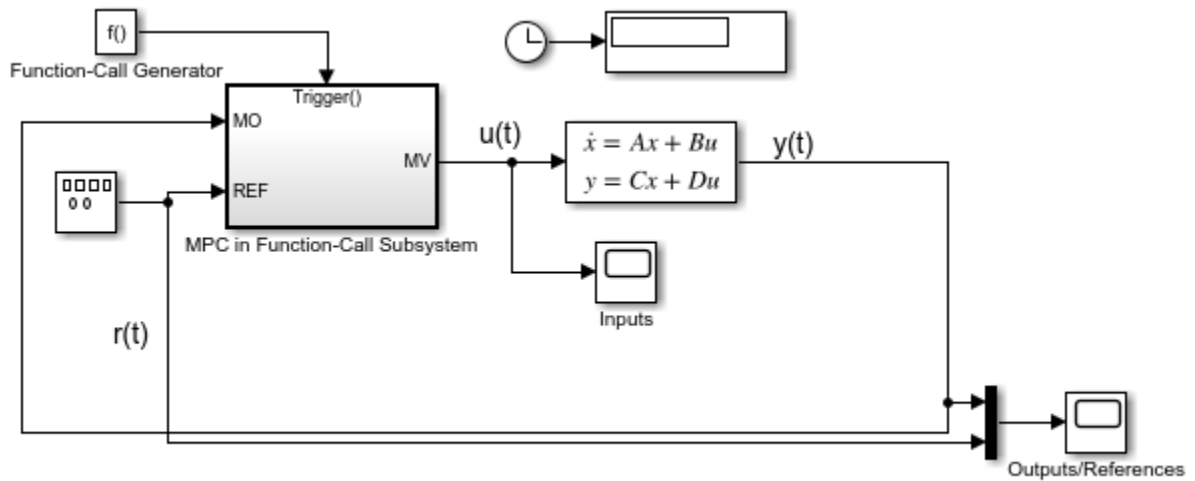 f()
Function-Call Generator
Trigger()
MO
MV
REF
MPC in Function-Call Subsystem
u(t)
ẋ = Ax + Bu
y = Cx + Du
y(t)
Inputs
r(t)
Outputs/References